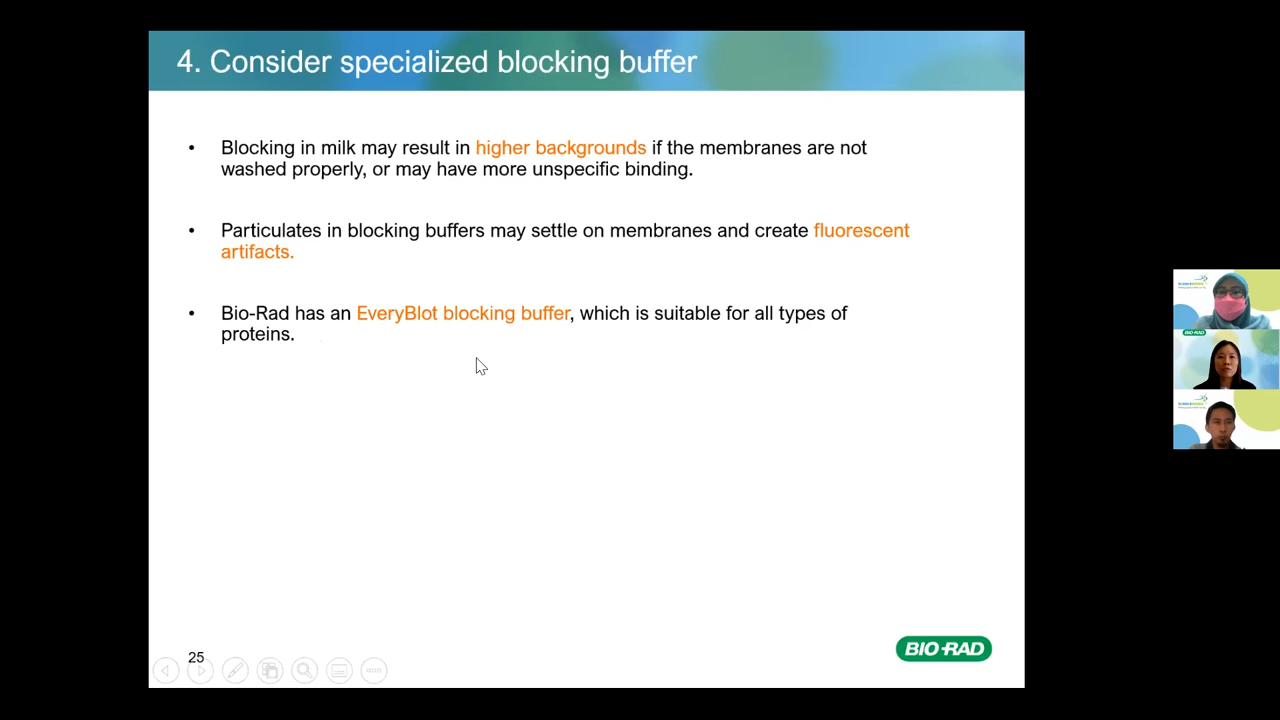 4. Consider specialized blocking buffer
• Blocking in milk may result in higher backgrounds if the membranes are not
washed properly, or may have more unspecific binding.
• Particulates in blocking buffers may settle on membranes and create fluorescent
artifacts.
• Bio-Rad has an EveryBlot blocking buffer, which is suitable for all types of
proteins.
25
BIO-RAD
BIO-RAD